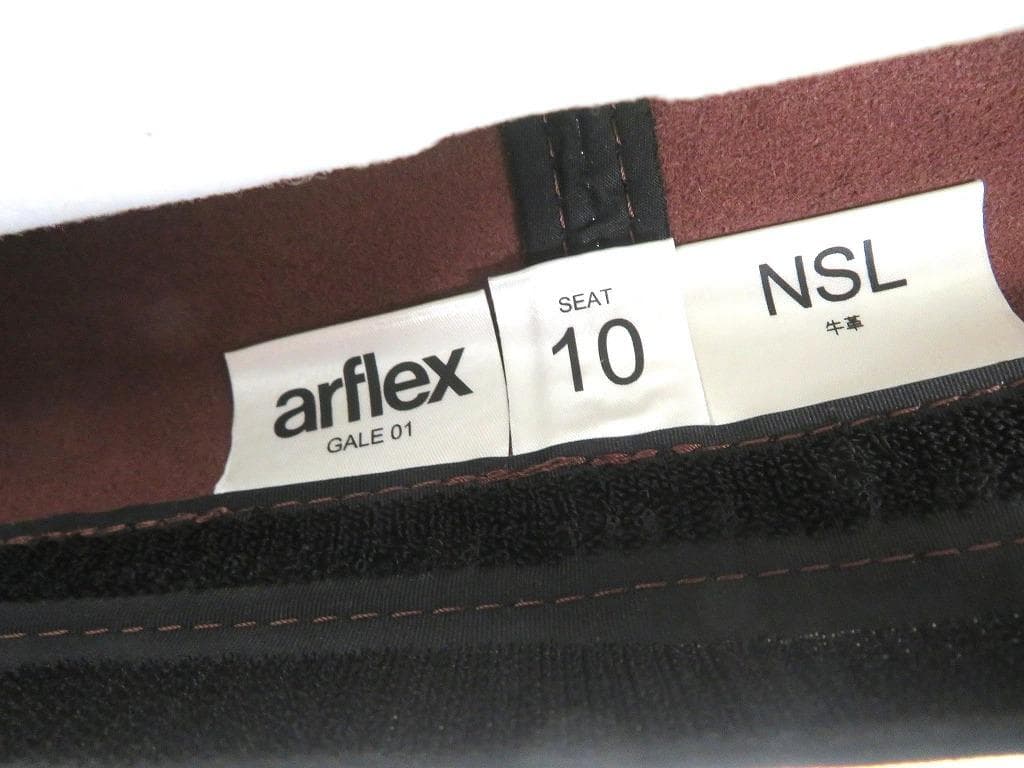 arflex
GALE 01
SEAT
10
NSL
牛革